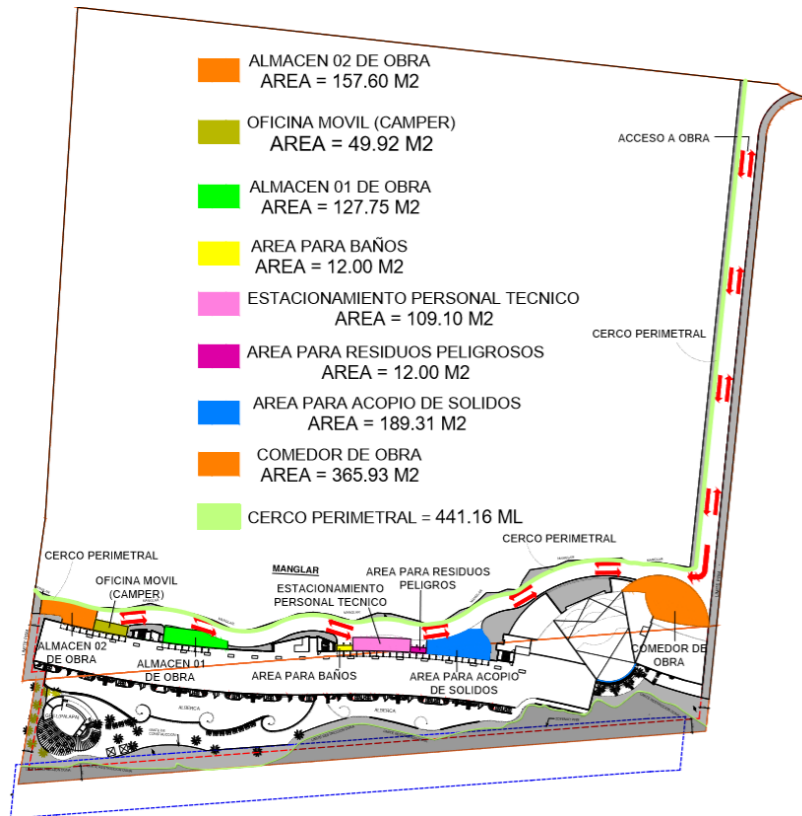 ALMACEN 02 DE OBRA
AREA = 157.60 M2
OFICINA MOVIL (CAMPER)
AREA = 49.92 M2
ALMACEN 01 DE OBRA
AREA = 127.75 M2
AREA PARA BAÑOS
AREA = 12.00 M2
ESTACIONAMIENTO PERSONAL TECNICO
AREA = 109.10 M2
AREA PARA RESIDUOS PELIGROSOS
AREA = 12.00 M2
AREA PARA ACOPIO DE SOLIDOS
AREA = 189.31 M2
COMEDOR DE OBRA
AREA = 365.93 M2
CERCO PERIMETRAL = 441.16 ML
ACCESO A OBRA
CERCO PERIMETRAL
CERCO PERIMETRAL
CERCO PERIMETRAL
OFICINA MOVIL
(CAMPER)
MANGLAR
ESTACIONAMIENTO
PERSONAL TECNICO
AREA PARA RESIDUOS
PELIGROS
ALMACEN 02
DE OBRA
ALMACEN 01
DE OBRA
AREA PARA BAÑOS
AREA PARA ACOPIO
DE SOLIDOS
COMEDOR DE
OBRA
ALBERCA
ALBERCA